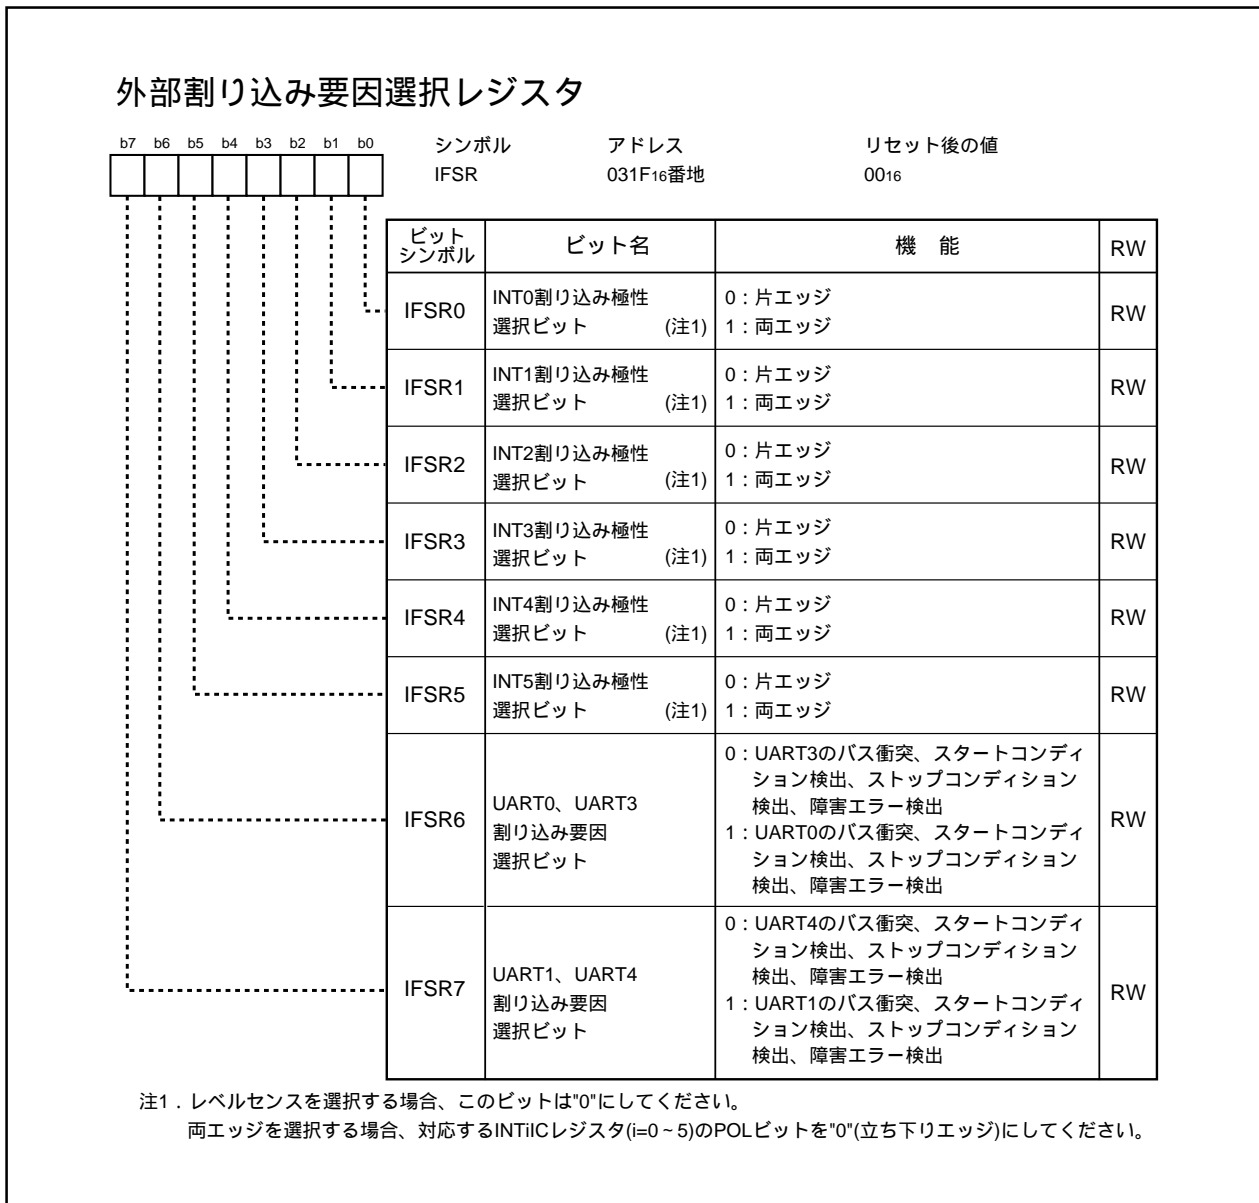 外部割り込み要因選択レジスタ
b7 b6 b5 b4 b3 b2 b1 b0
シンボル アドレス リセット後の値
IFSR 031F16番地 0016
ビット
シンボル
ビット名
機 能
RW
IFSR0
INT0割り込み極性
選択ビット (注1)
0：片エッジ
1：両エッジ
RW
IFSR1
INT1割り込み極性
選択ビット (注1)
0：片エッジ
1：両エッジ
RW
IFSR2
INT2割り込み極性
選択ビット (注1)
0：片エッジ
1：両エッジ
RW
IFSR3
INT3割り込み極性
選択ビット (注1)
0：片エッジ
1：両エッジ
RW
IFSR4
INT4割り込み極性
選択ビット (注1)
0：片エッジ
1：両エッジ
RW
IFSR5
INT5割り込み極性
選択ビット (注1)
0：片エッジ
1：両エッジ
RW
IFSR6
UART0、UART3
割り込み要因
選択ビット
0：UART3のバス衝突、スタートコンディ
ション検出、ストップコンディション
検出、障害エラー検出
1：UART0のバス衝突、スタートコンディ
ション検出、ストップコンディション
検出、障害エラー検出
RW
IFSR7
UART1、UART4
割り込み要因
選択ビット
0：UART4のバス衝突、スタートコンディ
ション検出、ストップコンディション
検出、障害エラー検出
1：UART1のバス衝突、スタートコンディ
ション検出、ストップコンディション
検出、障害エラー検出
RW
注1．レベルセンスを選択する場合、このビットは"0"にしてください。
両エッジを選択する場合、対応するINTiICレジスタ(i=0~5)のPOLビットを"0"(立ち下りエッジ)にしてください。